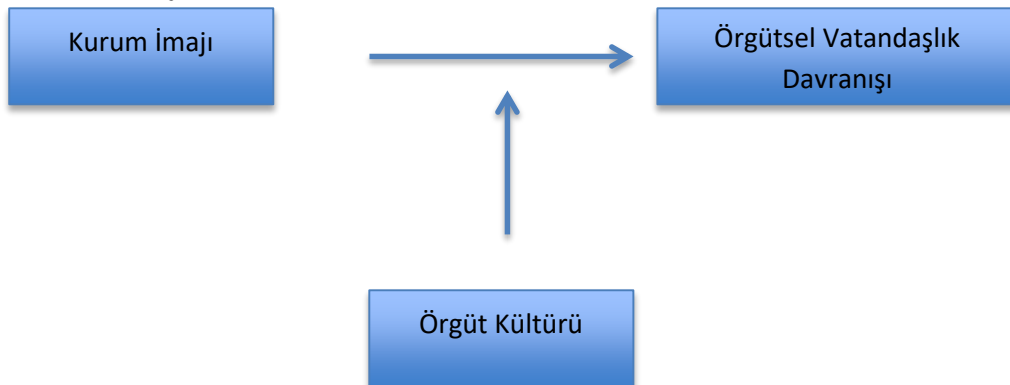 Kurum İmajı
Örgütsel Vatandaşlık
Davranışı
Örgüt Kültürü